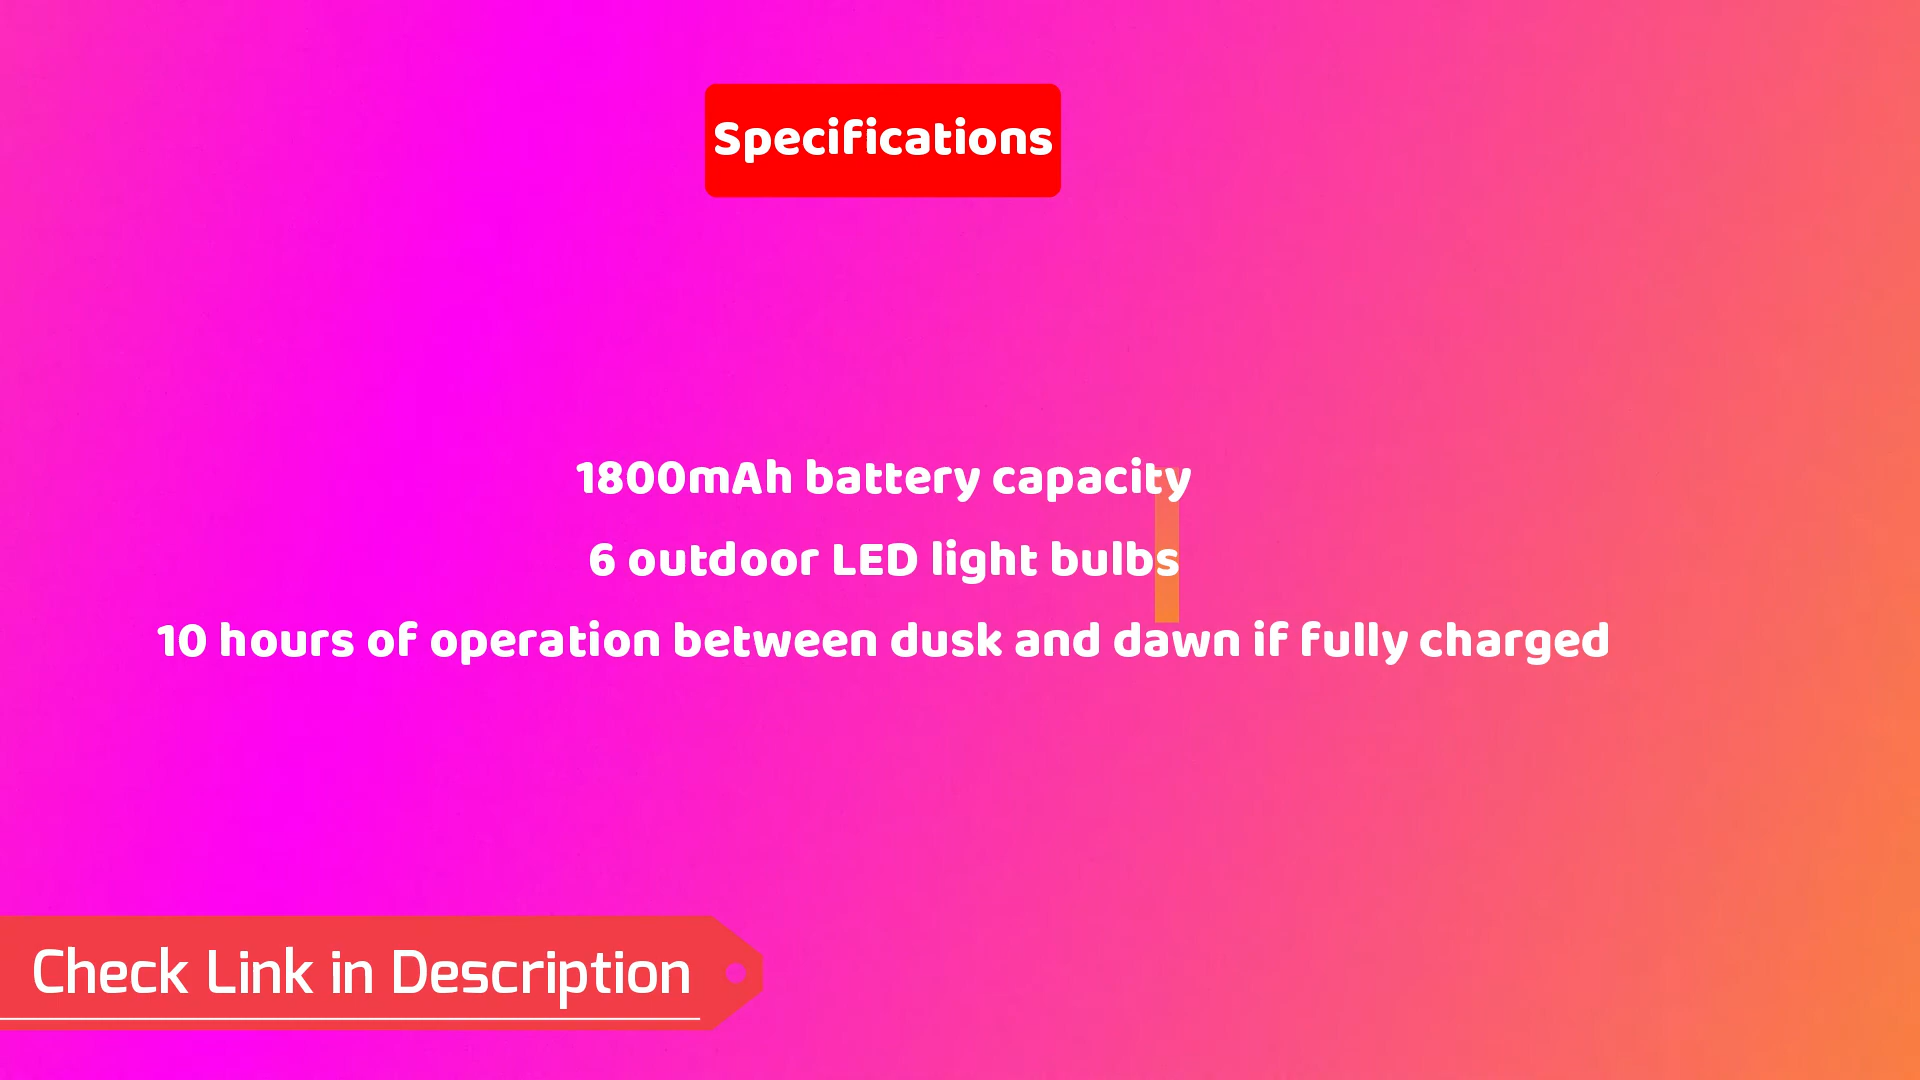 Specifications
1800mAh battery capacity
6 outdoor LED light bulbs
10 hours of operation between dusk and dawn if fully charged
Check Link in Description